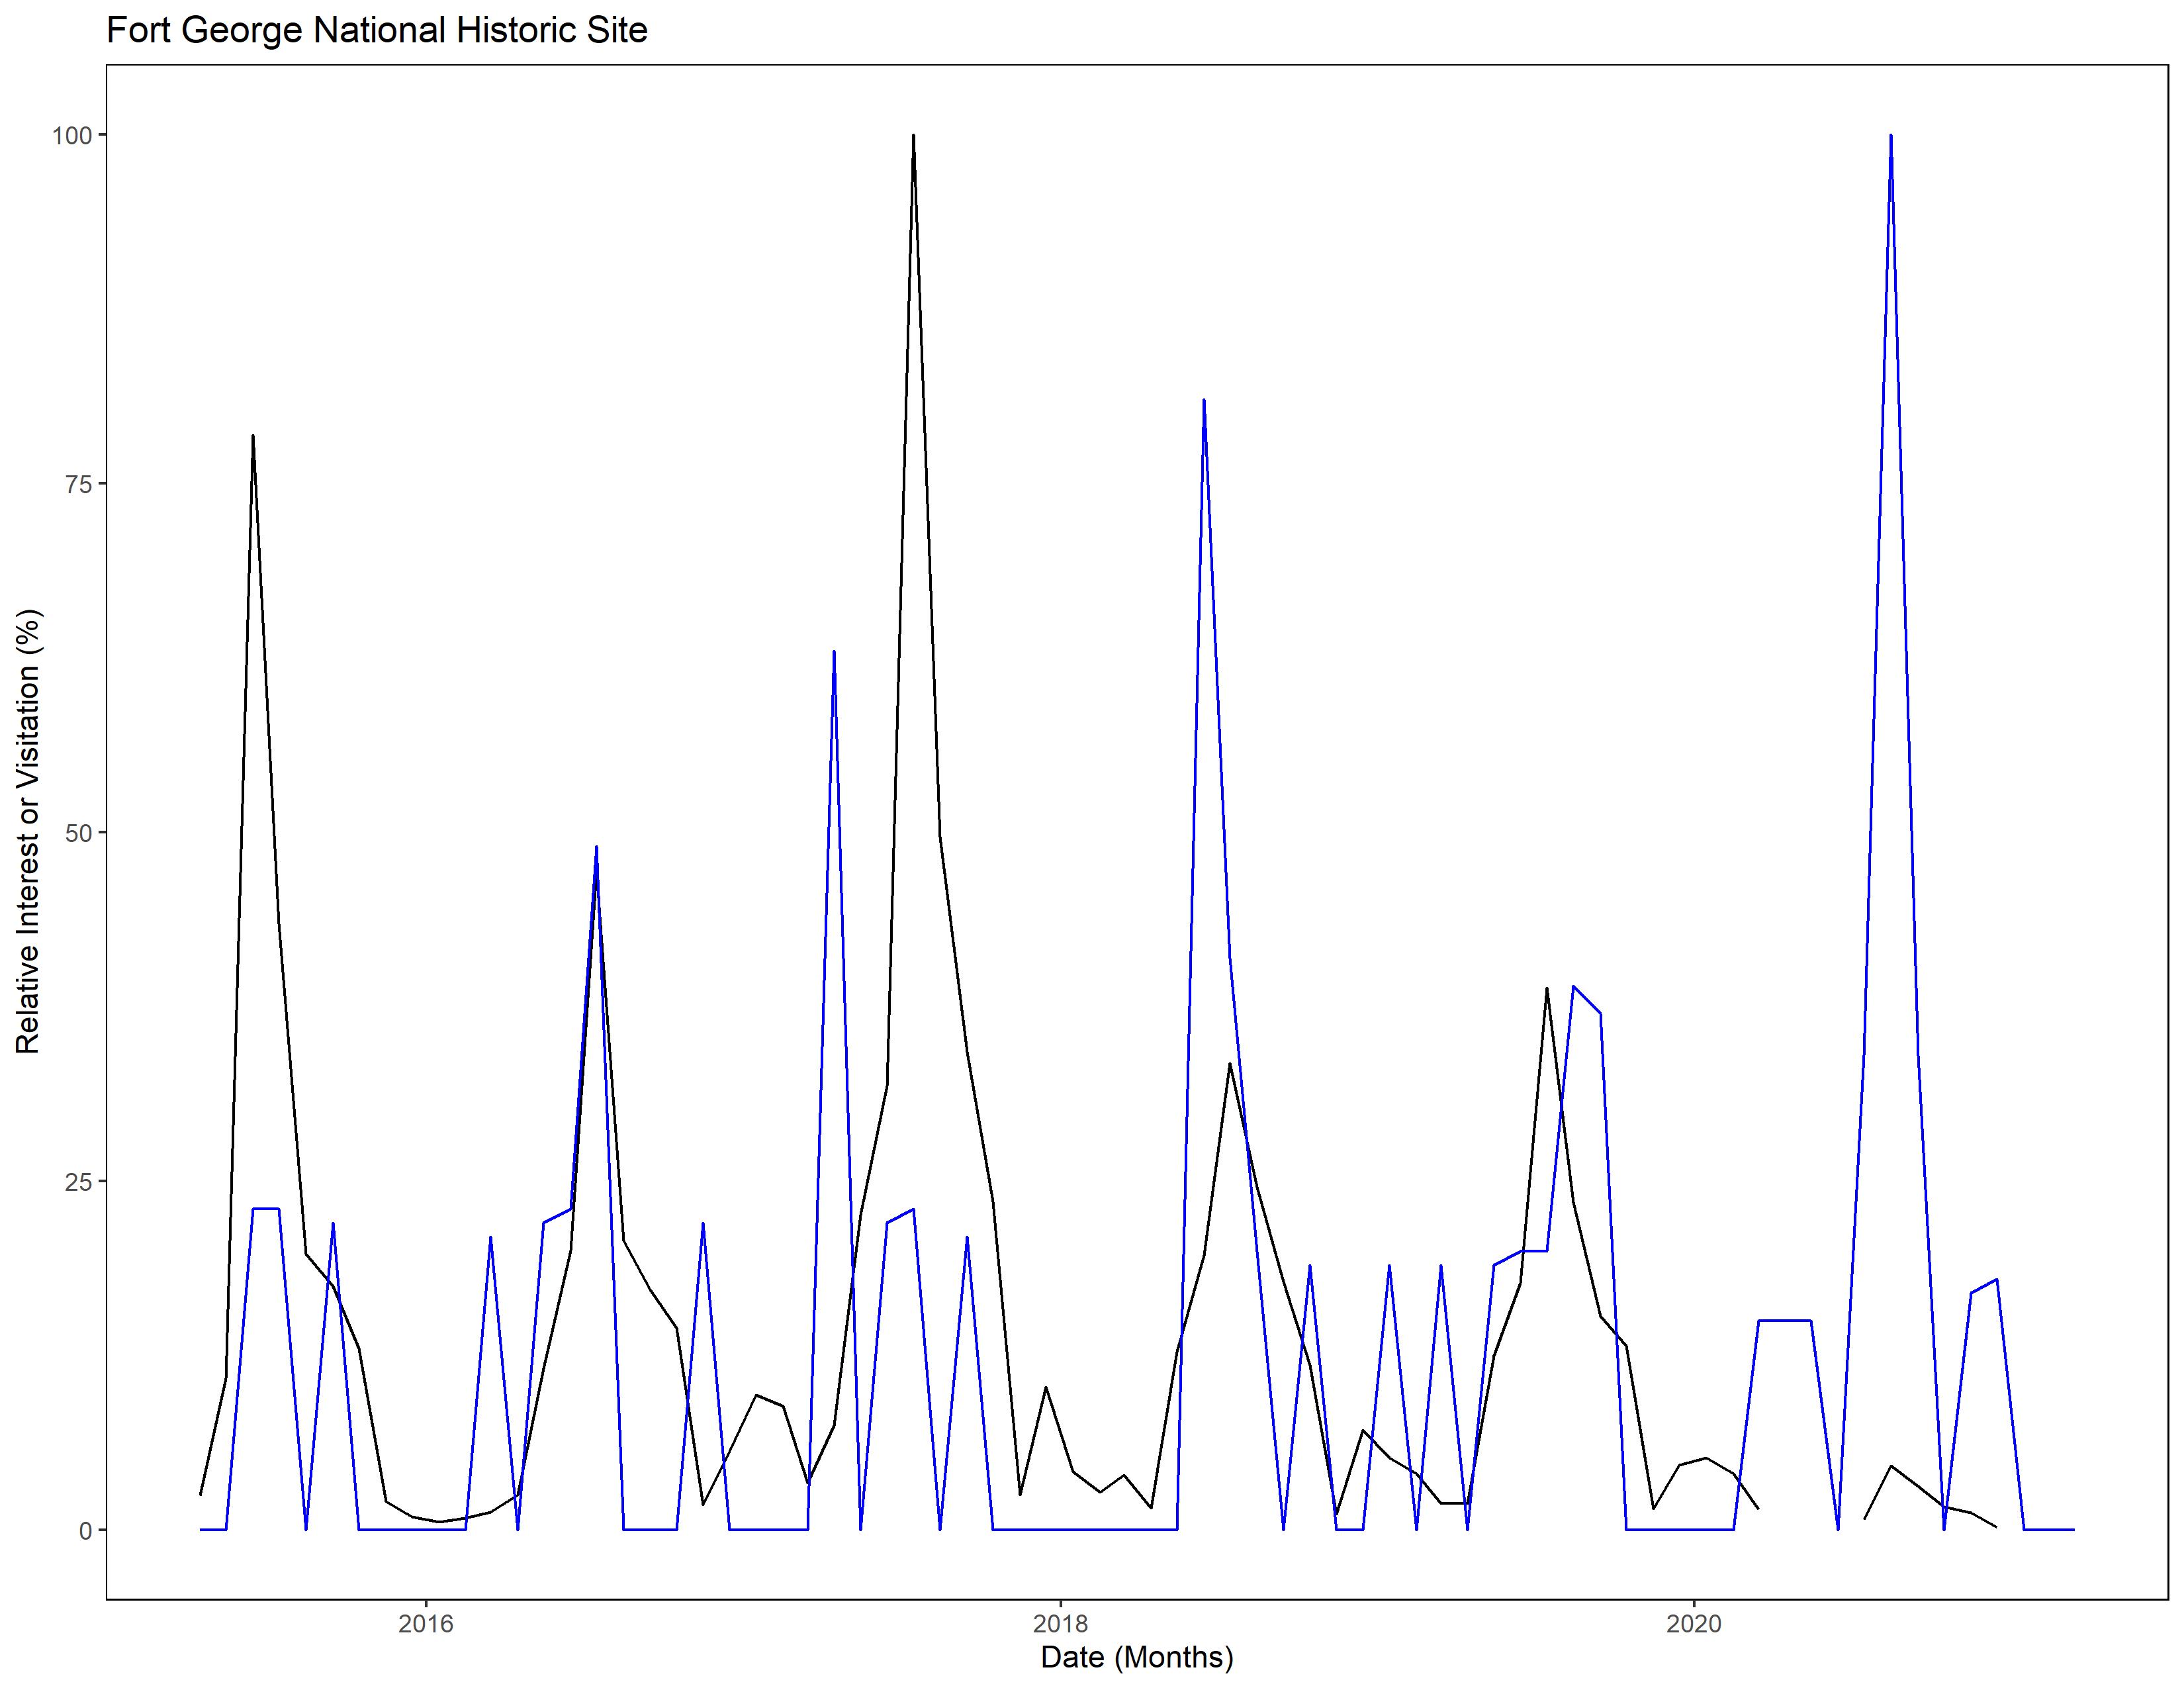 Fort George National Historic Site
100
75
50
25
0
Relative Interest or Visitation (%)
2016
2018
2020
Date (Months)